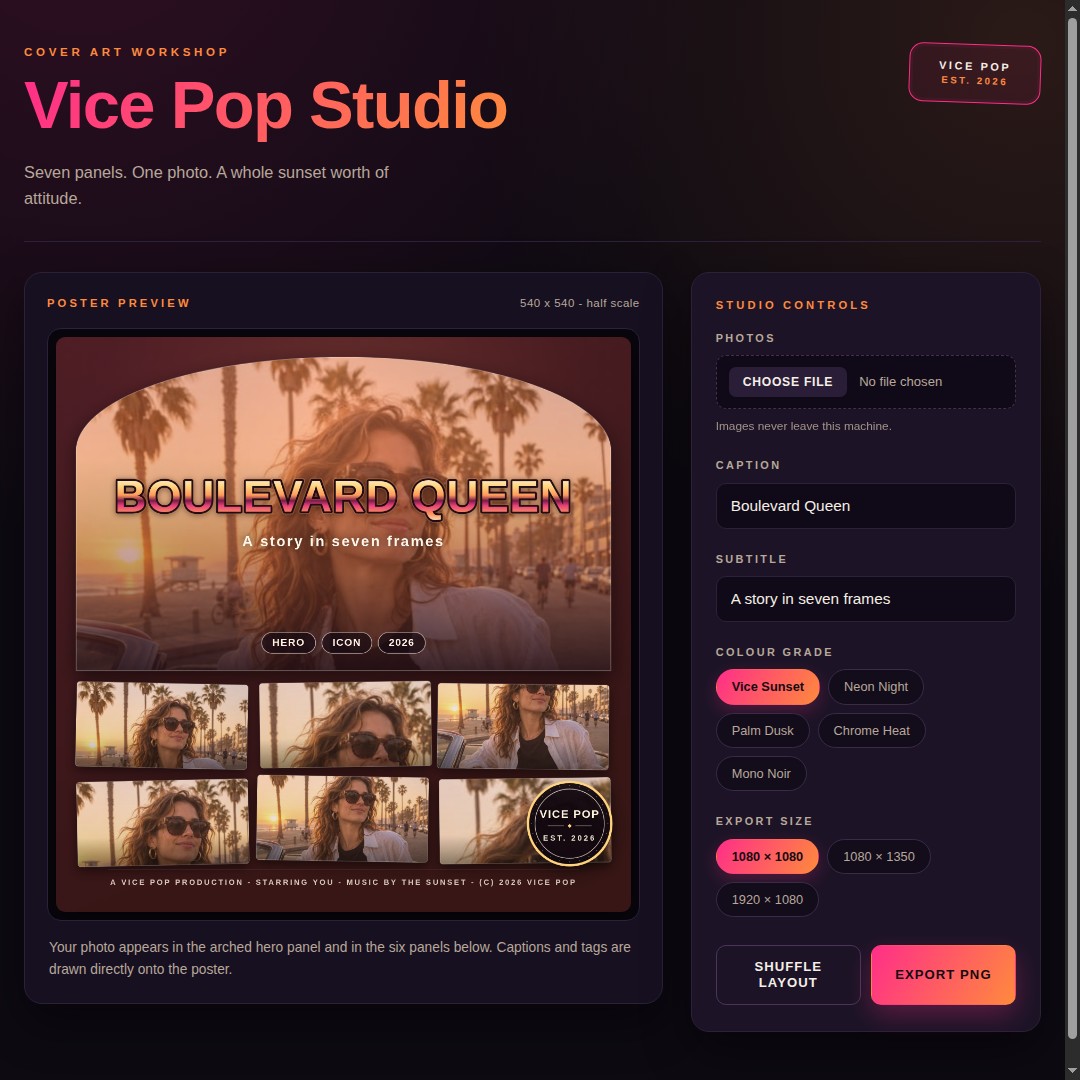 COVER ART WORKSHOP
Vice Pop Studio
Seven panels. One photo. A whole sunset worth of
attitude.
VICE POP
EST. 2026
POSTER PREVIEW
540 x 540 - half scale
BOULEVARD QUEEN
A story in seven frames
HERO
ICON
2026
VICE POP
EST. 2026
A VICE POP PRODUCTION - STARRING YOU - MUSIC BY THE SUNSET - (C) 2026 VICE POP
Your photo appears in the arched hero panel and in the six panels below. Captions and tags are
drawn directly onto the poster.
STUDIO CONTROLS
PHOTOS
CHOOSE FILE
No file chosen
Images never leave this machine.
CAPTION
Boulevard Queen
SUBTITLE
A story in seven frames
COLOUR GRADE
Vice Sunset
Neon Night
Palm Dusk
Chrome Heat
Mono Noir
EXPORT SIZE
1080 × 1080
1080 × 1350
1920 × 1080
SHUFFLE
LAYOUT
EXPORT PNG